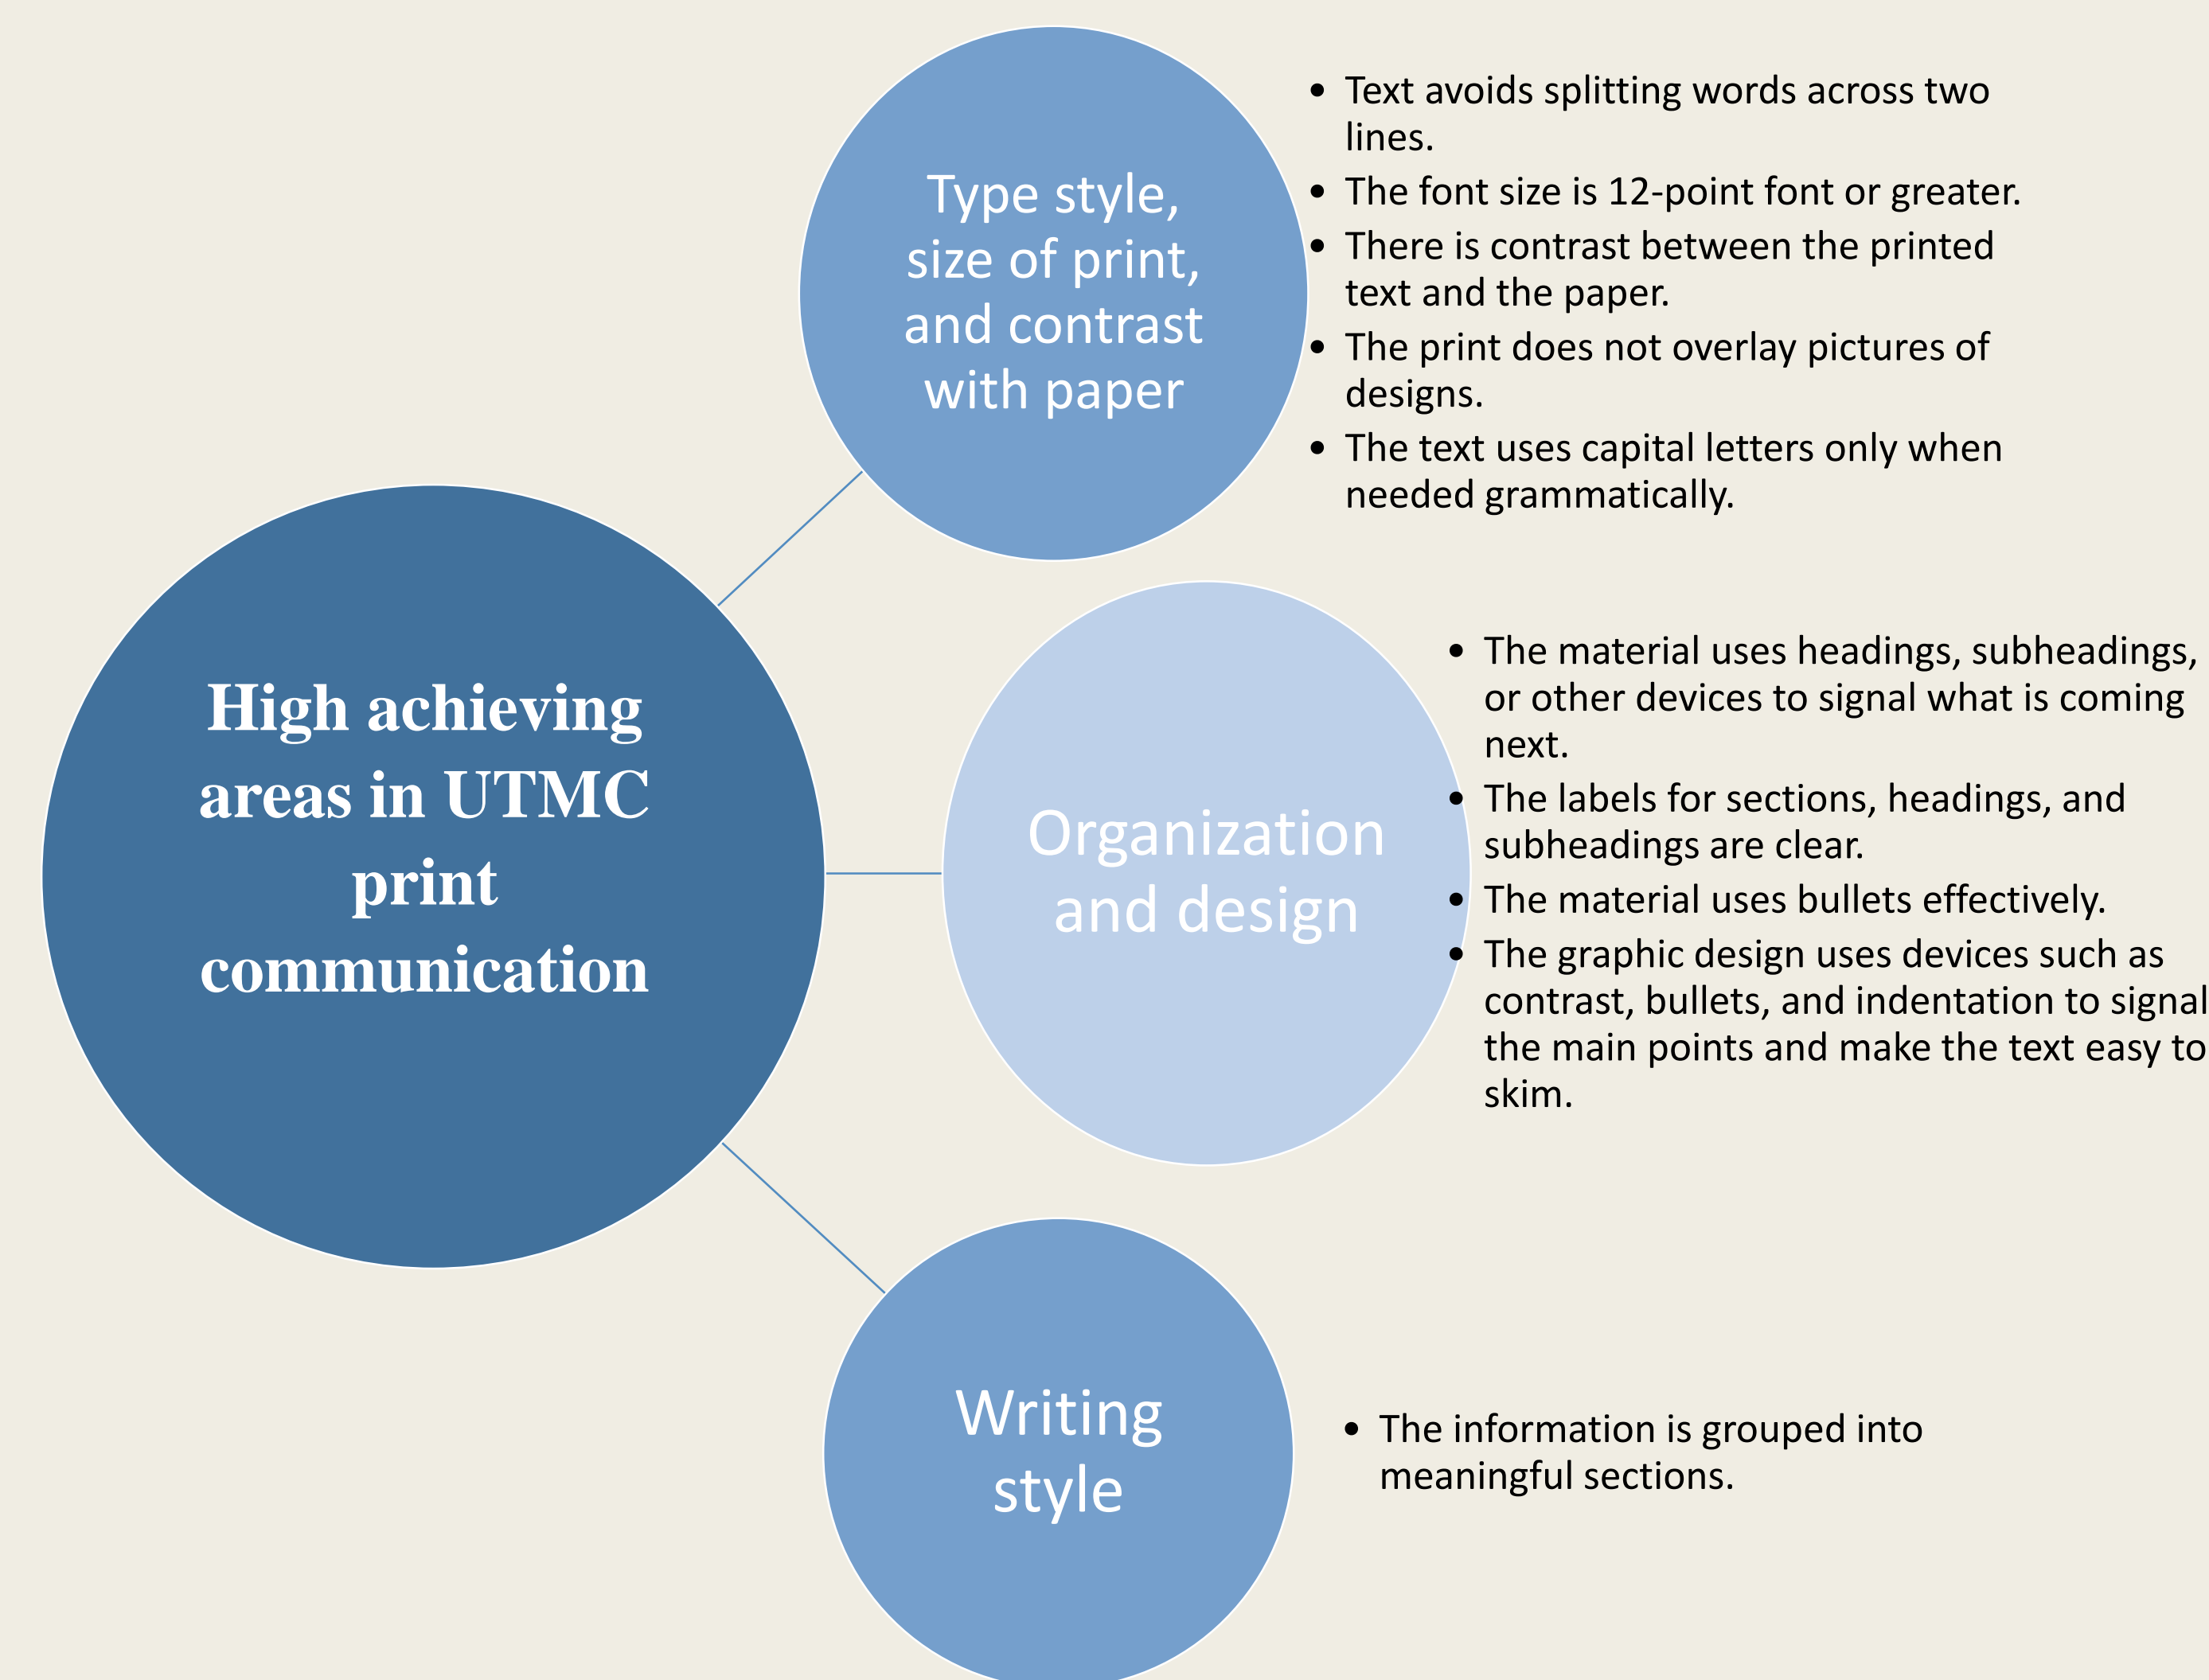 High achieving
areas in UTMC
print
communication
Type style,
size of print,
and contrast
with paper
• Text avoids splitting words across two
lines.
• The font size is 12-point font or greater.
• There is contrast between the printed
text and the paper.
• The print does not overlay pictures of
designs.
• The text uses capital letters only when
needed grammatically.
Organization
and design
• The material uses headings, subheadings,
or other devices to signal what is coming
next.
• The labels for sections, headings, and
subheadings are clear.
• The material uses bullets effectively.
• The graphic design uses devices such as
contrast, bullets, and indentation to signal
the main points and make the text easy to
skim.
Writing
style
• The information is grouped into
meaningful sections.